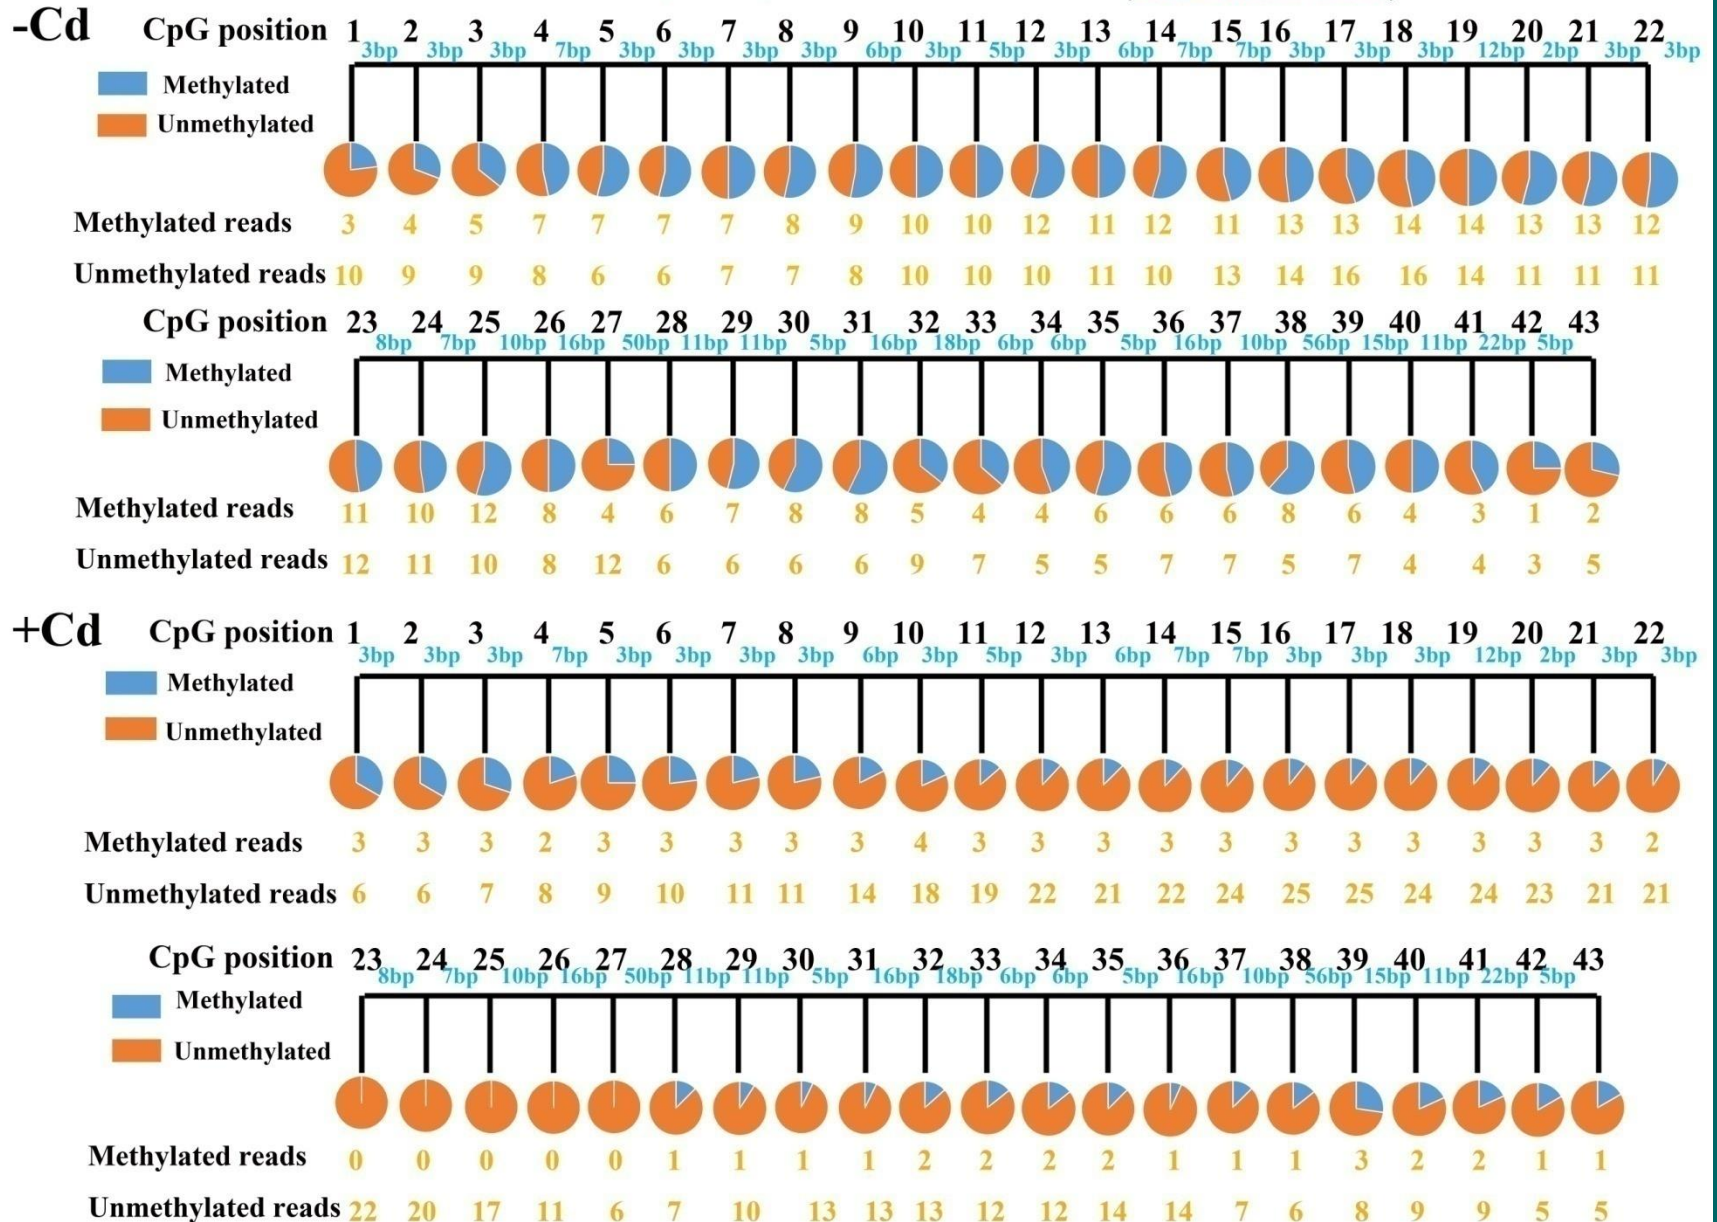 -Cd CpG position 1 2 3 4 5 6 7 8 9 10 11 12 13 14 15 16 17 18 19 20 21 22
3bp 3bp 3bp 7bp 3bp 3bp 3bp 3bp 6bp 3bp 5bp 3bp 6bp 7bp 7bp 3bp 3bp 3bp 12bp 2bp 3bp 3bp
Methylated
Unmethylated
Methylated reads 3 4 5 7 7 7 7 8 9 10 10 12 11 12 11 13 13 14 14 13 13 12
Unmethylated reads 10 9 9 8 6 6 7 7 8 10 10 10 11 10 13 14 16 16 14 11 11 11
CpG position 23 24 25 26 27 28 29 30 31 32 33 34 35 36 37 38 39 40 41 42 43
8bp 7bp 10bp 16bp 50bp 11bp 11bp 5bp 16bp 18bp 6bp 6bp 5bp 16bp 10bp 56bp 15bp 11bp 22bp 5bp
Methylated
Unmethylated
Methylated reads 11 10 12 8 4 6 7 8 8 5 4 4 6 6 6 8 6 4 3 1 2
Unmethylated reads 12 11 10 8 12 6 6 6 6 9 7 5 5 7 7 5 7 4 4 3 5
+Cd CpG position 1 2 3 4 5 6 7 8 9 10 11 12 13 14 15 16 17 18 19 20 21 22
3bp 3bp 3bp 7bp 3bp 3bp 3bp 3bp 6bp 3bp 5bp 3bp 6bp 7bp 7bp 3bp 3bp 3bp 12bp 2bp 3bp 3bp
Methylated
Unmethylated
Methylated reads 3 3 3 2 3 3 3 3 3 4 3 3 3 3 3 3 3 3 3 3 3 2
Unmethylated reads 6 6 7 8 9 10 11 11 14 18 19 22 21 22 24 25 25 24 24 23 21 21
CpG position 23 24 25 26 27 28 29 30 31 32 33 34 35 36 37 38 39 40 41 42 43
8bp 7bp 10bp 16bp 50bp 11bp 11bp 5bp 16bp 18bp 6bp 6bp 5bp 16bp 10bp 56bp 15bp 11bp 22bp 5bp
Methylated
Unmethylated
Methylated reads 0 0 0 0 0 1 1 1 1 2 2 2 2 1 1 1 3 2 2 1 1
Unmethylated reads 22 20 17 11 6 7 10 13 13 13 12 12 14 14 7 6 8 9 9 5 5